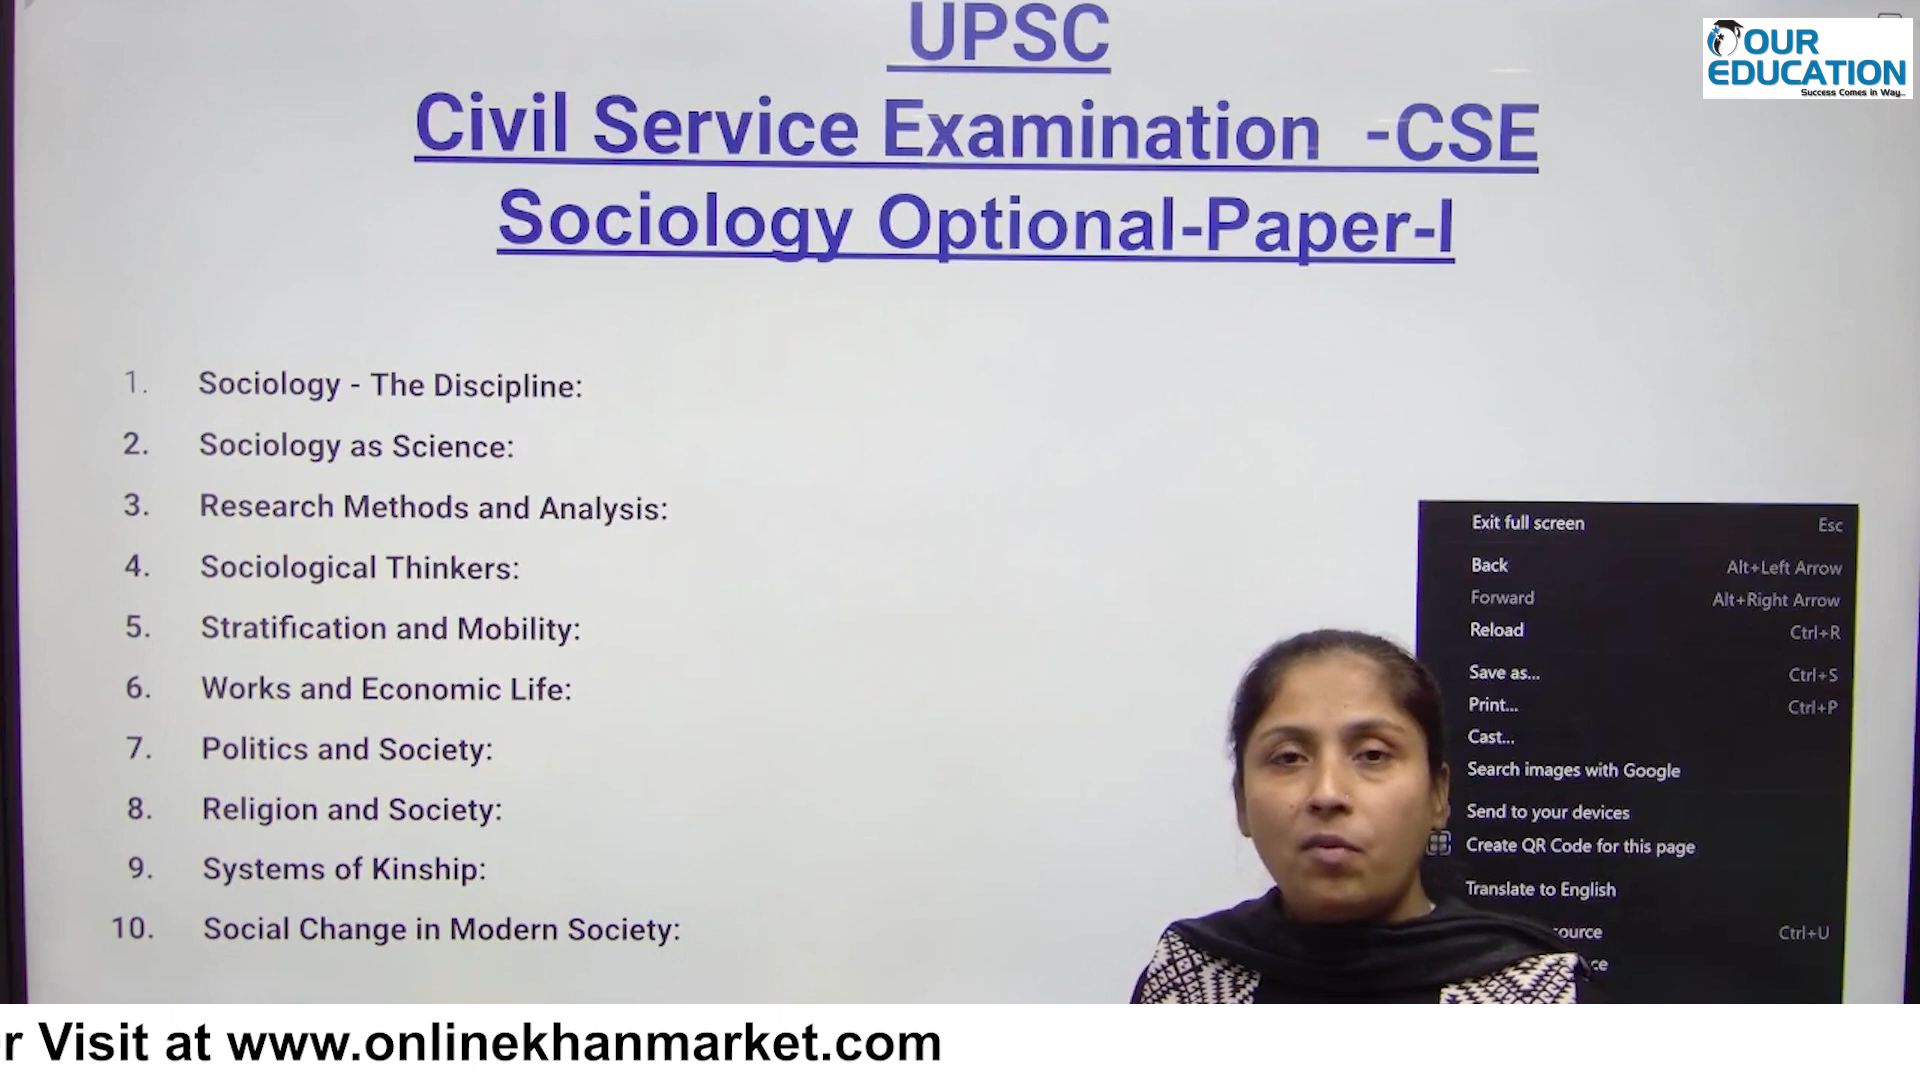 UPSC
Civil Service Examination -CSE
Sociology Optional-Paper-I
OUR
EDUCATION
Success Comes in Way...
1. Sociology - The Discipline:
2. Sociology as Science:
3. Research Methods and Analysis:
4. Sociological Thinkers:
5. Stratification and Mobility:
6. Works and Economic Life:
7. Politics and Society:
8. Religion and Society:
9. Systems of Kinship:
10. Social Change in Modern Society:
Exit full screen Esc
Back Alt+Left Arrow
Forward Alt+Right Arrow
Reload Ctrl+R
Save as... Ctrl+S
Print... Ctrl+P
Cast...
Search images with Google
Send to your devices
Create QR Code for this page
Translate to English
Ctrl+U
Visit at www.onlinekhanmarket.com